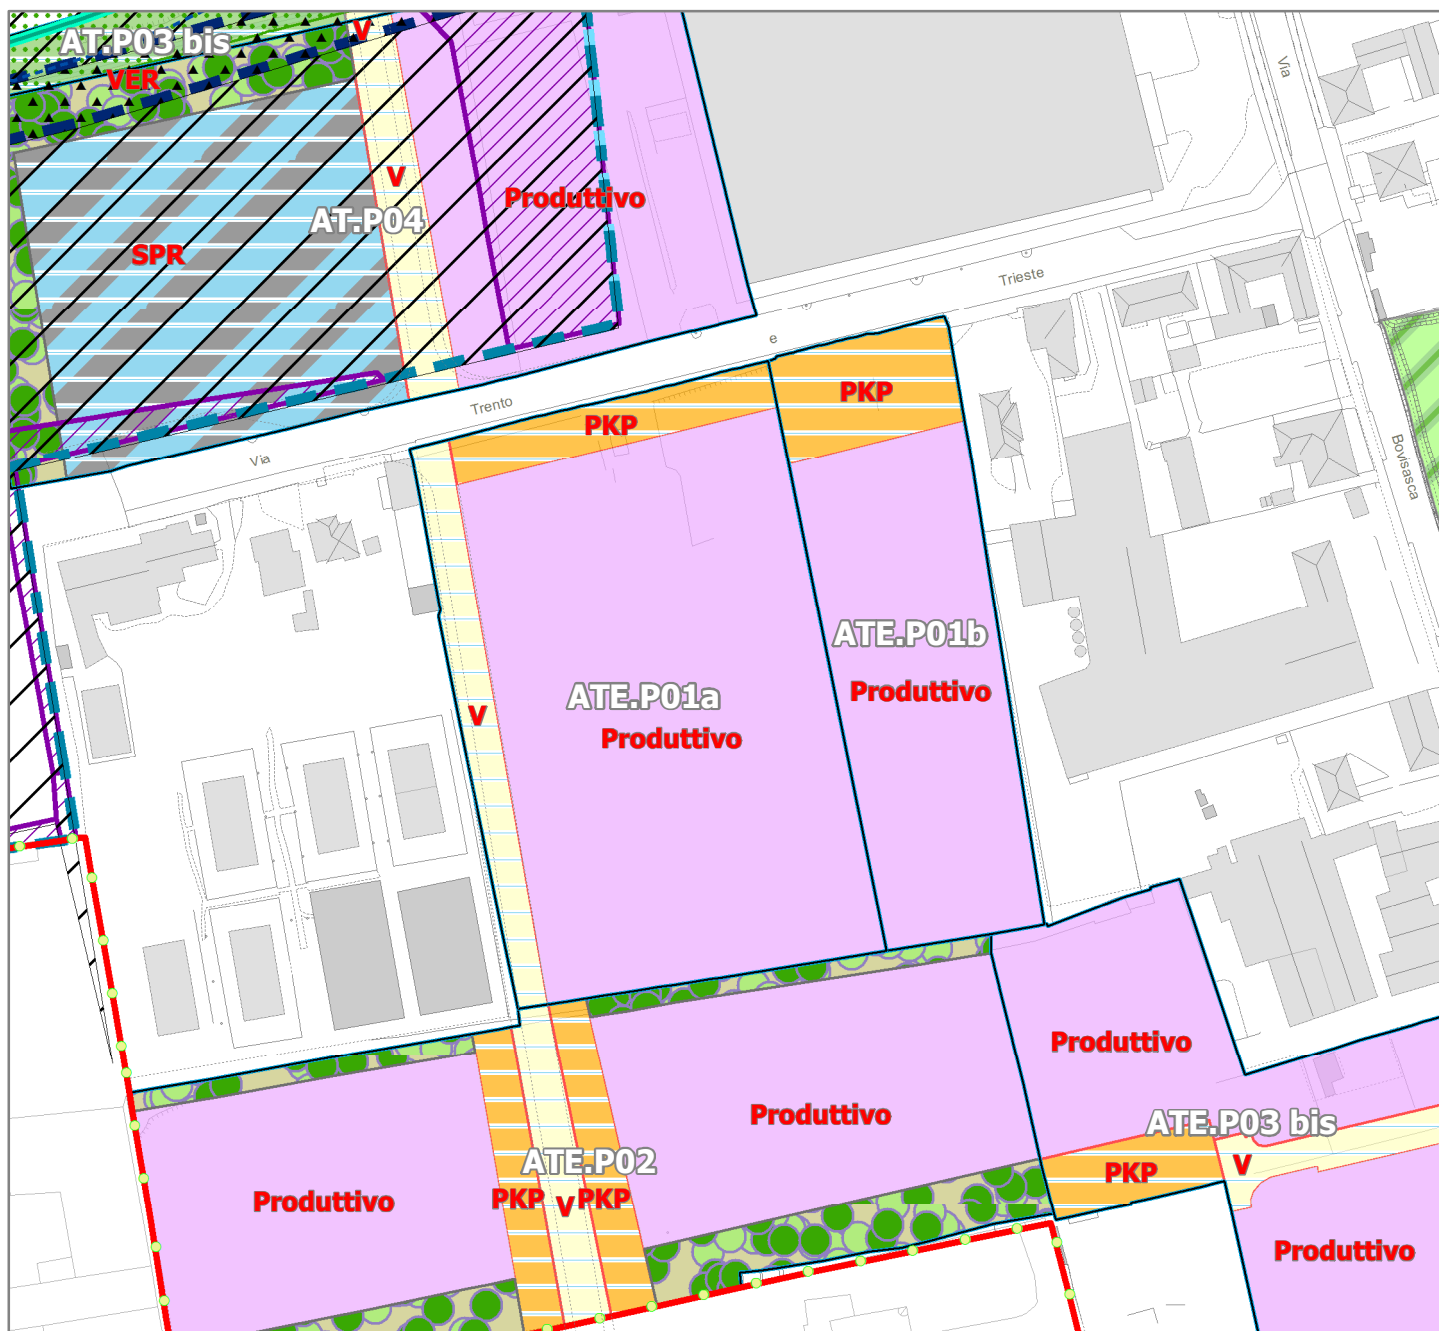 V
AT.P03 bis
VER
Via
V
Produttivo
AT.P04
SPR
Trieste
e
PKP
Trento
PKP
Via
Bovisasca
ATE.P01b
Produttivo
ATE.P01a
V
Produttivo
Produttivo
Produttivo
ATE.P03 bis
ATE.P02
V
PKP
PKP
V
PKP
Produttivo
Produttivo